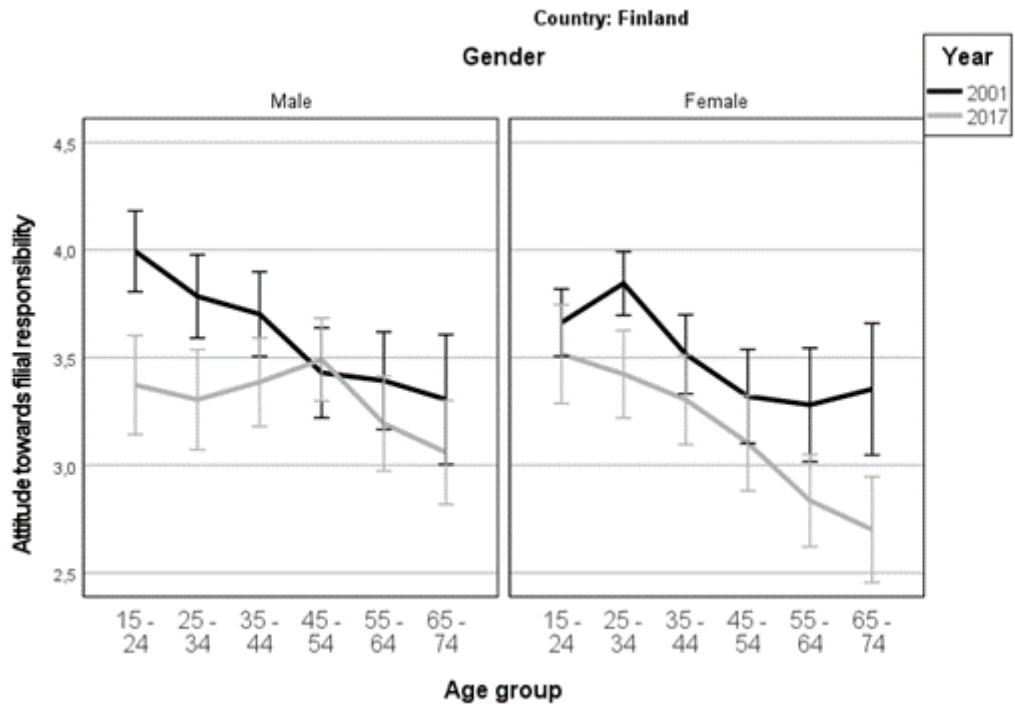 Country: Finland
Gender
Year
2001
2017
Male
Female
Attitude towards filial responsibility
4,5
4,0
3,5
3,0
2,5
15 - 24
25 - 34
35 - 44
45 - 54
55 - 64
65 - 74
15 - 24
25 - 34
35 - 44
45 - 54
55 - 64
65 - 74
Age group